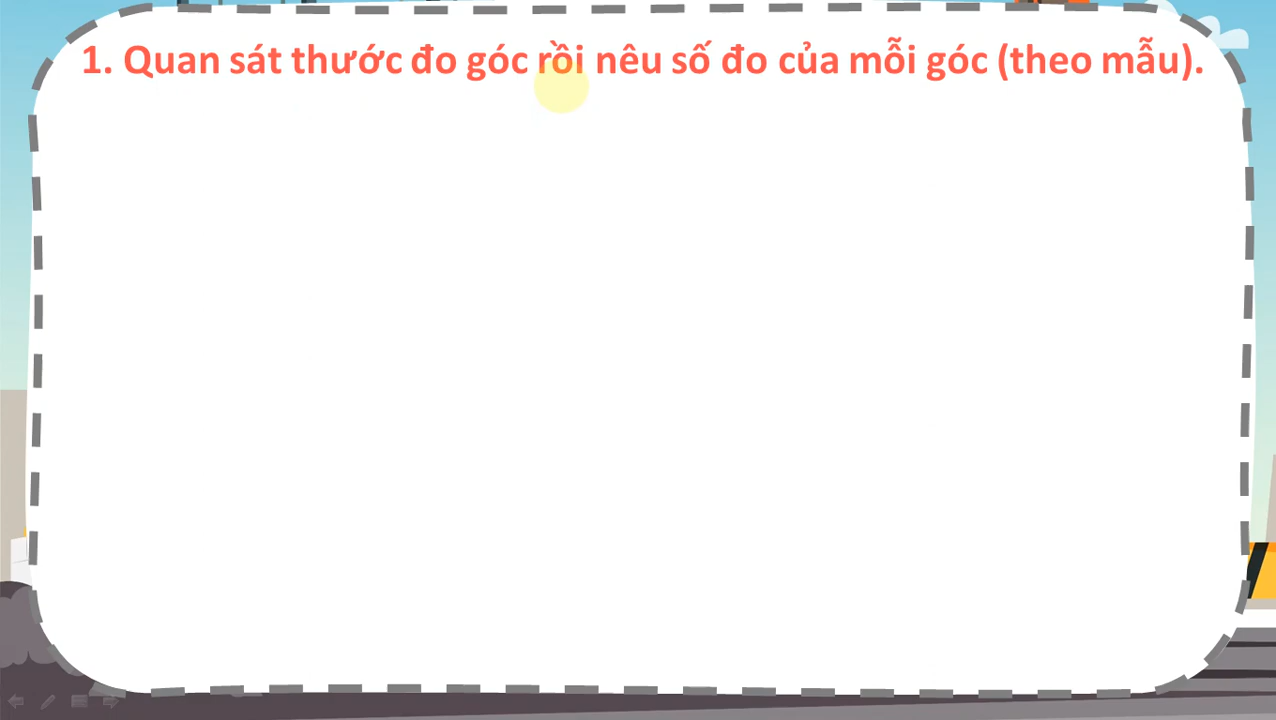 1. Quan sát thước đo góc rồi nêu số đo của mỗi góc (theo mẫu).